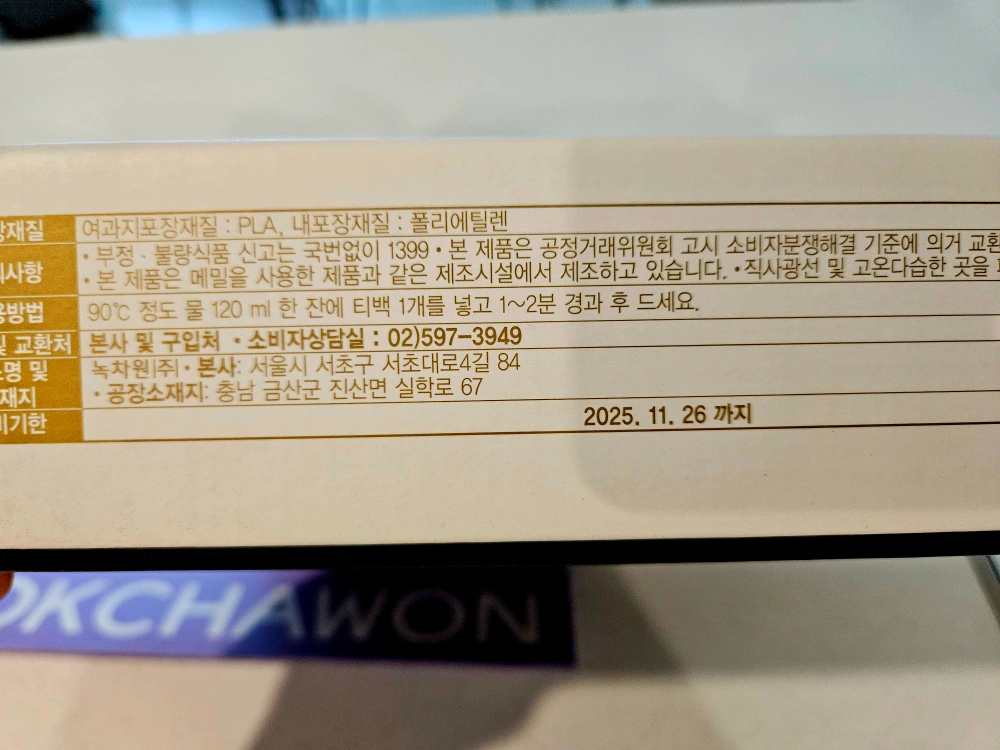 장재질 여과지포장재질 : PLA, 내포장재질 : 폴리에틸렌
의사항 • 부정 · 불량식품 신고는 국번없이 1399 • 본 제품은 공정거래위원회 고시 소비자분쟁해결 기준에 의거 교환
• 본 제품은 메밀을 사용한 제품과 같은 제조시설에서 제조하고 있습니다. • 직사광선 및 고온다습한 곳을
용방법 90℃ 정도 물 120 ml 한 잔에 티백 1개를 넣고 1~2분 경과 후 드세요.
및 교환처 본사 및 구입처 • 소비자상담실 : 02)597-3949
소명 및 녹차원(주) • 본사: 서울시 서초구 서초대로4길 84
재지 • 공장소재지: 충남 금산군 진산면 실학로 67
비기한 2025. 11. 26 까지
OKCHAWON